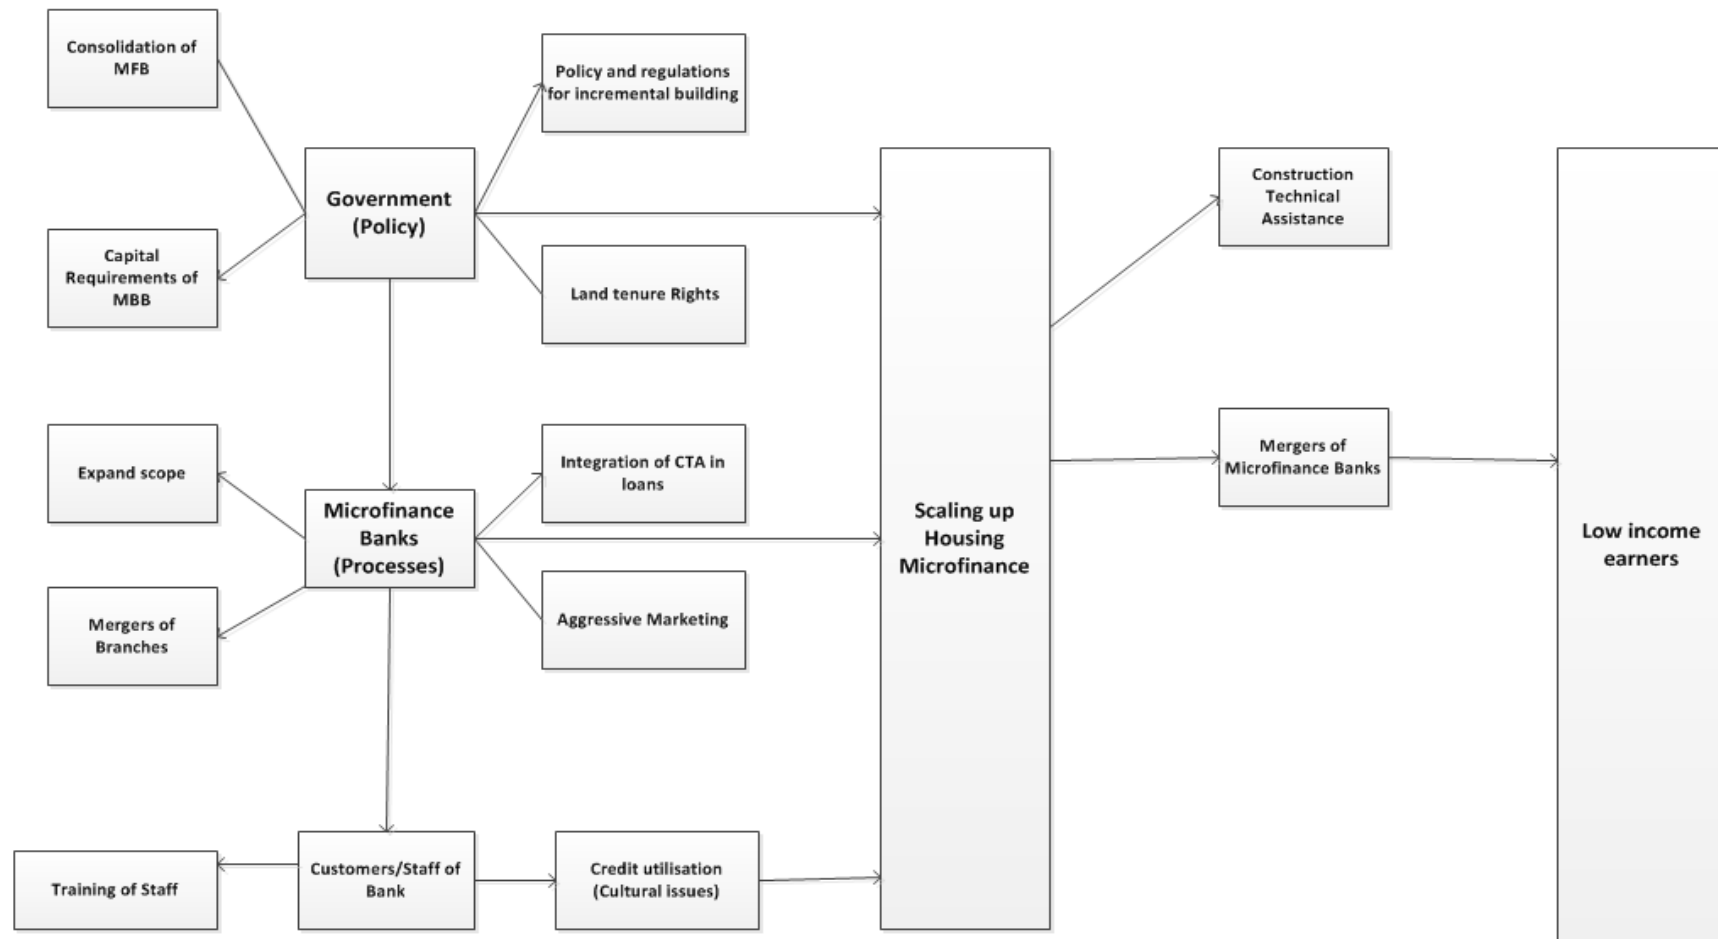 Consolidation of
MFB
Policy and regulations
for incremental building
Government
(Policy)
Construction
Technical
Assistance
Capital
Requirements of
MBB
Land tenure Rights
Expand scope
Integration of CTA in
loans
Mergers of
Microfinance Banks
Microfinance
Banks
(Processes)
Scaling up
Housing
Microfinance
Low income
earners
Mergers of
Branches
Aggressive Marketing
Training of Staff
Customers/Staff of
Bank
Credit utilisation
(Cultural issues)